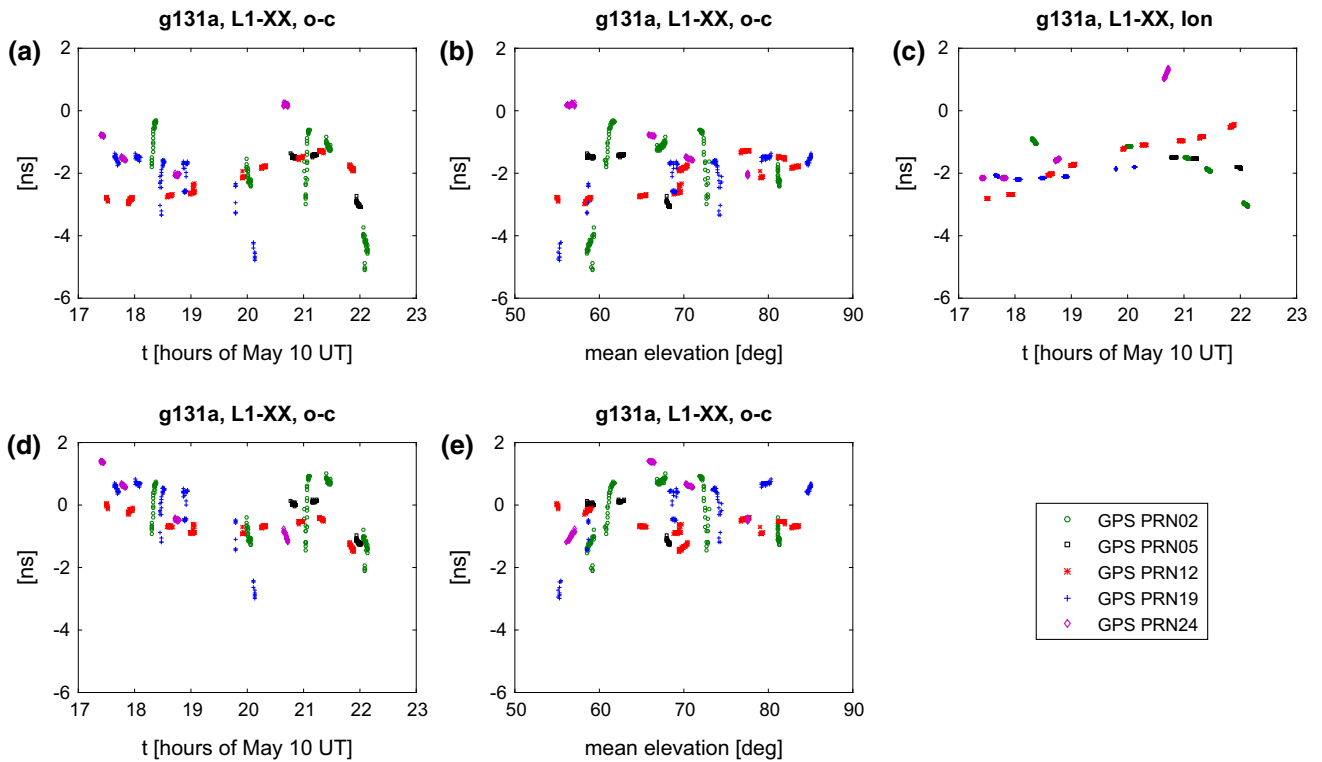 g131a, L1-XX, o-c
(a)
[ns]
2
0
-2
-4
-6
17 18 19 20 21 22 23
t [hours of May 10 UT]
g131a, L1-XX, o-c
(b)
[ns]
2
0
-2
-4
-6
50 60 70 80 90
mean elevation [deg]
g131a, L1-XX, Ion
(c)
[ns]
2
0
-2
-4
-6
17 18 19 20 21 22 23
t [hours of May 10 UT]
g131a, L1-XX, o-c
(d)
[ns]
2
0
-2
-4
-6
17 18 19 20 21 22 23
t [hours of May 10 UT]
g131a, L1-XX, o-c
(e)
[ns]
2
0
-2
-4
-6
50 60 70 80 90
mean elevation [deg]
GPS PRN02
GPS PRN05
GPS PRN12
GPS PRN19
GPS PRN24